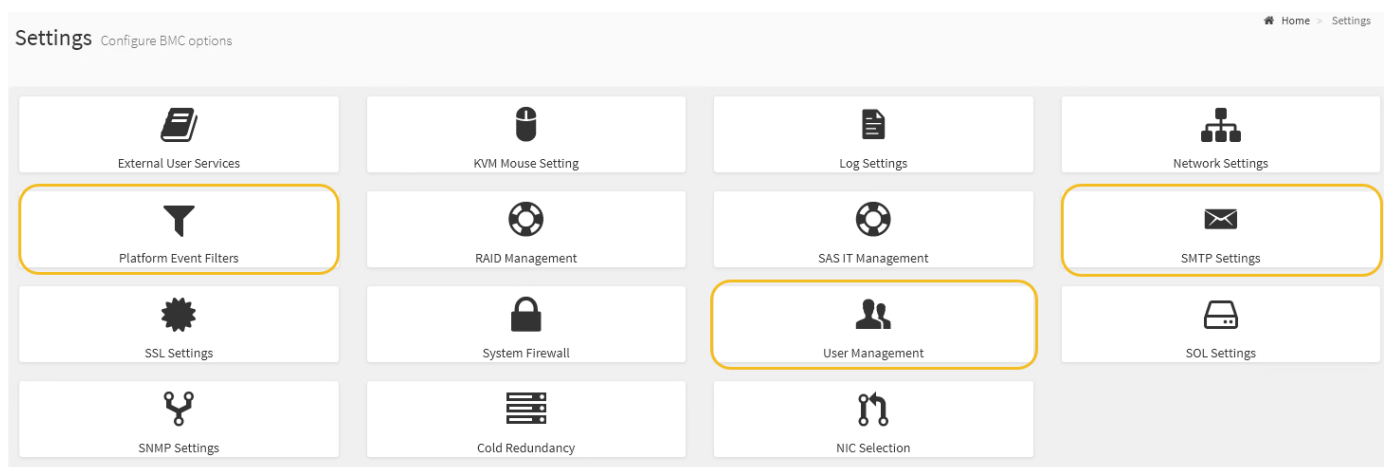 Home > Settings
Settings Configure BMC options
External User Services
KVM Mouse Setting
Log Settings
Network Settings
Platform Event Filters
RAID Management
SAS IT Management
SMTP Settings
SSL Settings
System Firewall
User Management
SOL Settings
SNMP Settings
Cold Redundancy
NIC Selection